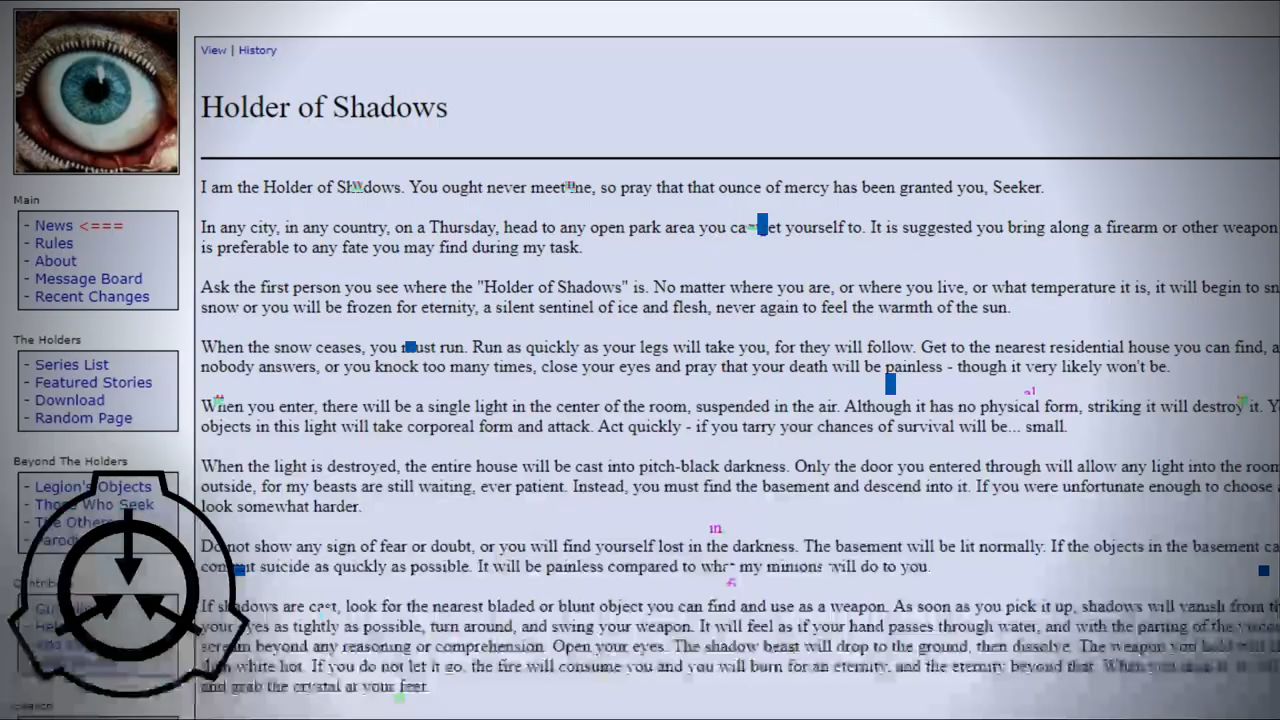 View | History
Holder of Shadows
I am the Holder of Shadows. You ought never meet me, so pray that that ounce of mercy has been granted you, Seeker.
In any city, in any country, on a Thursday, head to any open park area you can get yourself to. It is suggested you bring along a firearm or other weapon
is preferable to any fate you may find during my task.
Ask the first person you see where the "Holder of Shadows" is. No matter where you are, or where you live, or what temperature it is, it will begin to sn
snow or you will be frozen for eternity, a silent sentinel of ice and flesh, never again to feel the warmth of the sun.
When the snow ceases, you must run. Run as quickly as your legs will take you, for they will follow. Get to the nearest residential house you can find, a
nobody answers, or you knock too many times, close your eyes and pray that your death will be painless - though it very likely won't be.
When you enter, there will be a single light in the center of the room, suspended in the air. Although it has no physical form, striking it will destroy it. Y
objects in this light will take corporeal form and attack. Act quickly - if you tarry your chances of survival will be... small.
When the light is destroyed, the entire house will be cast into pitch-black darkness. Only the door you entered through will allow any light into the room
outside, for my beasts are still waiting, ever patient. Instead, you must find the basement and descend into it. If you were unfortunate enough to choose a
look somewhat harder.
Do not show any sign of fear or doubt, or you will find yourself lost in the darkness. The basement will be lit normally. If the objects in the basement ca
commit suicide as quickly as possible. It will be painless compared to what my minions will do to you.
If shadows are cast, look for the nearest bladed or blunt object you can find and use as a weapon. As soon as you pick it up, shadows will vanish from th
your eyes as tightly as possible, turn around, and swing your weapon. It will feel as if your hand passes through water, and with the parting of the
scream beyond any reasoning or comprehension. Open your eyes. The shadow beast will drop to the ground, then dissolve. The weapon you hold will
white hot. If you do not let it go, the fire will consume you and you will burn for an eternity, and the eternity beyond that. When you
and grab the crystal at your feet.
Main
- News <===
- Rules
- About
- Message Board
- Recent Changes
The Holders
- Series List
- Featured Stories
- Download
- Random Page
Beyond The Holders
- Legion's Objects
- Those Who Seek
- The Others
- Parod
Contribu
Search